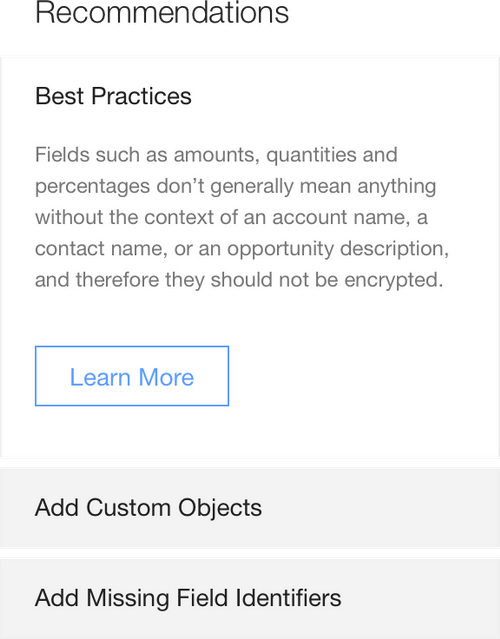 Recommendations
Best Practices
Fields such as amounts, quantities and
percentages don’t generally mean anything
without the context of an account name, a
contact name, or an opportunity description,
and therefore they should not be encrypted.
Learn More
Add Custom Objects
Add Missing Field Identifiers